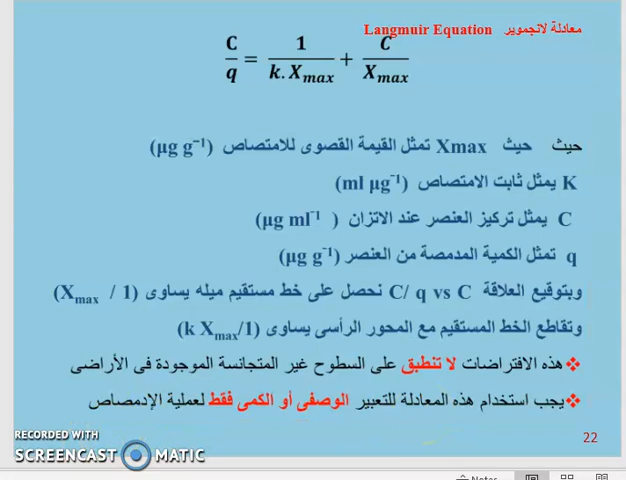 معادلة لانجموير Langmuir Equation
C/q = 1/(k.Xmax) + C/Xmax
حيث حيث Xmax تمثل القيمة القصوى للامتصاص (µg g⁻¹)
K يمثل ثابت الامتصاص (ml µg⁻¹)
C يمثل تركيز العنصر عند الاتزان ( µg ml⁻¹)
q تمثل الكمية المدمصة من العنصر (µg g⁻¹)
وبتوقيع العلاقة C/ q vs C نحصل على خط مستقيم ميله يساوى (1 / Xmax)
وتقاطع الخط المستقيم مع المحور الرأسى يساوى (1/k Xmax)
❖هذه الافتراضات لا تنطبق على السطوح غير المتجانسة الموجودة فى الأراضى
❖يجب استخدام هذه المعادلة للتعبير الوصفى أو الكمى فقط لعملية الإدمصاص
22
RECORDED WITH
SCREENCAST MATIC
Notes